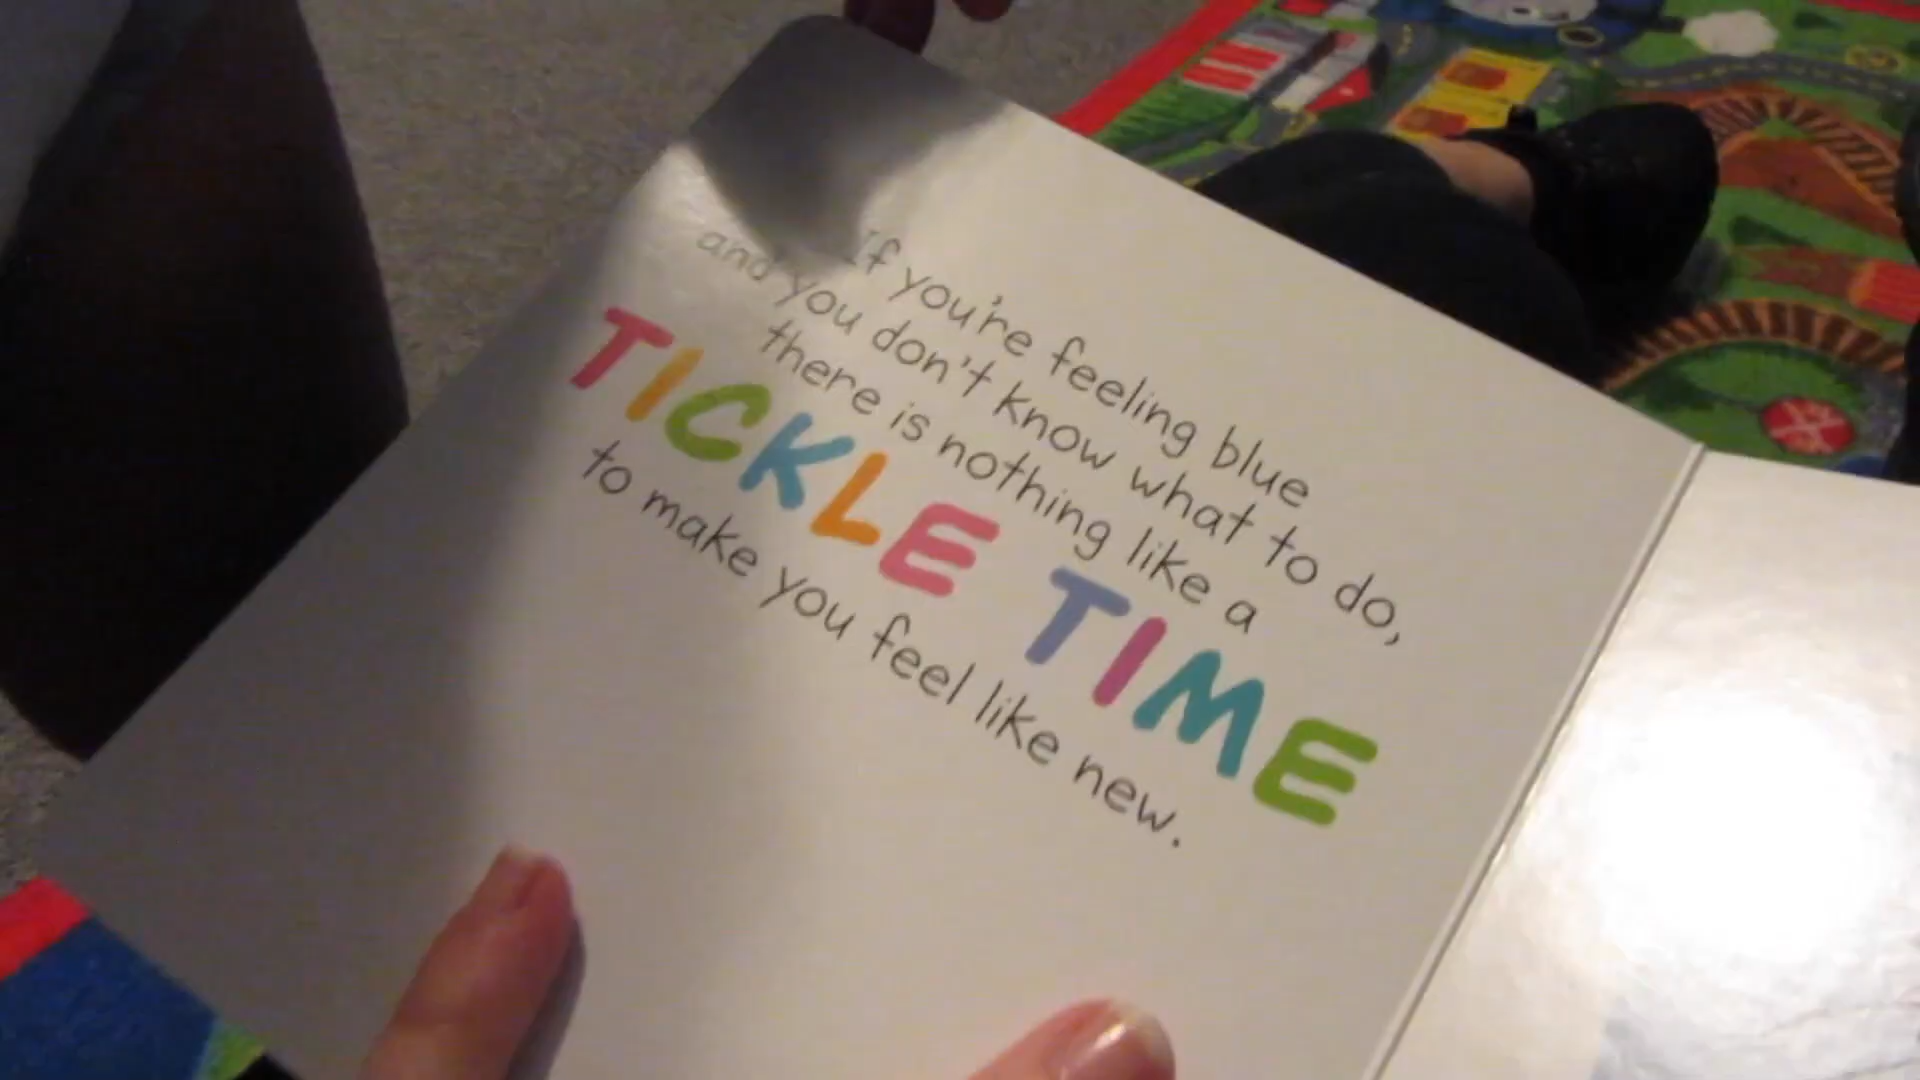 If you're feeling blue
and you don't know what to do,
there is nothing like a
TICKLE TIME
to make you feel like new.